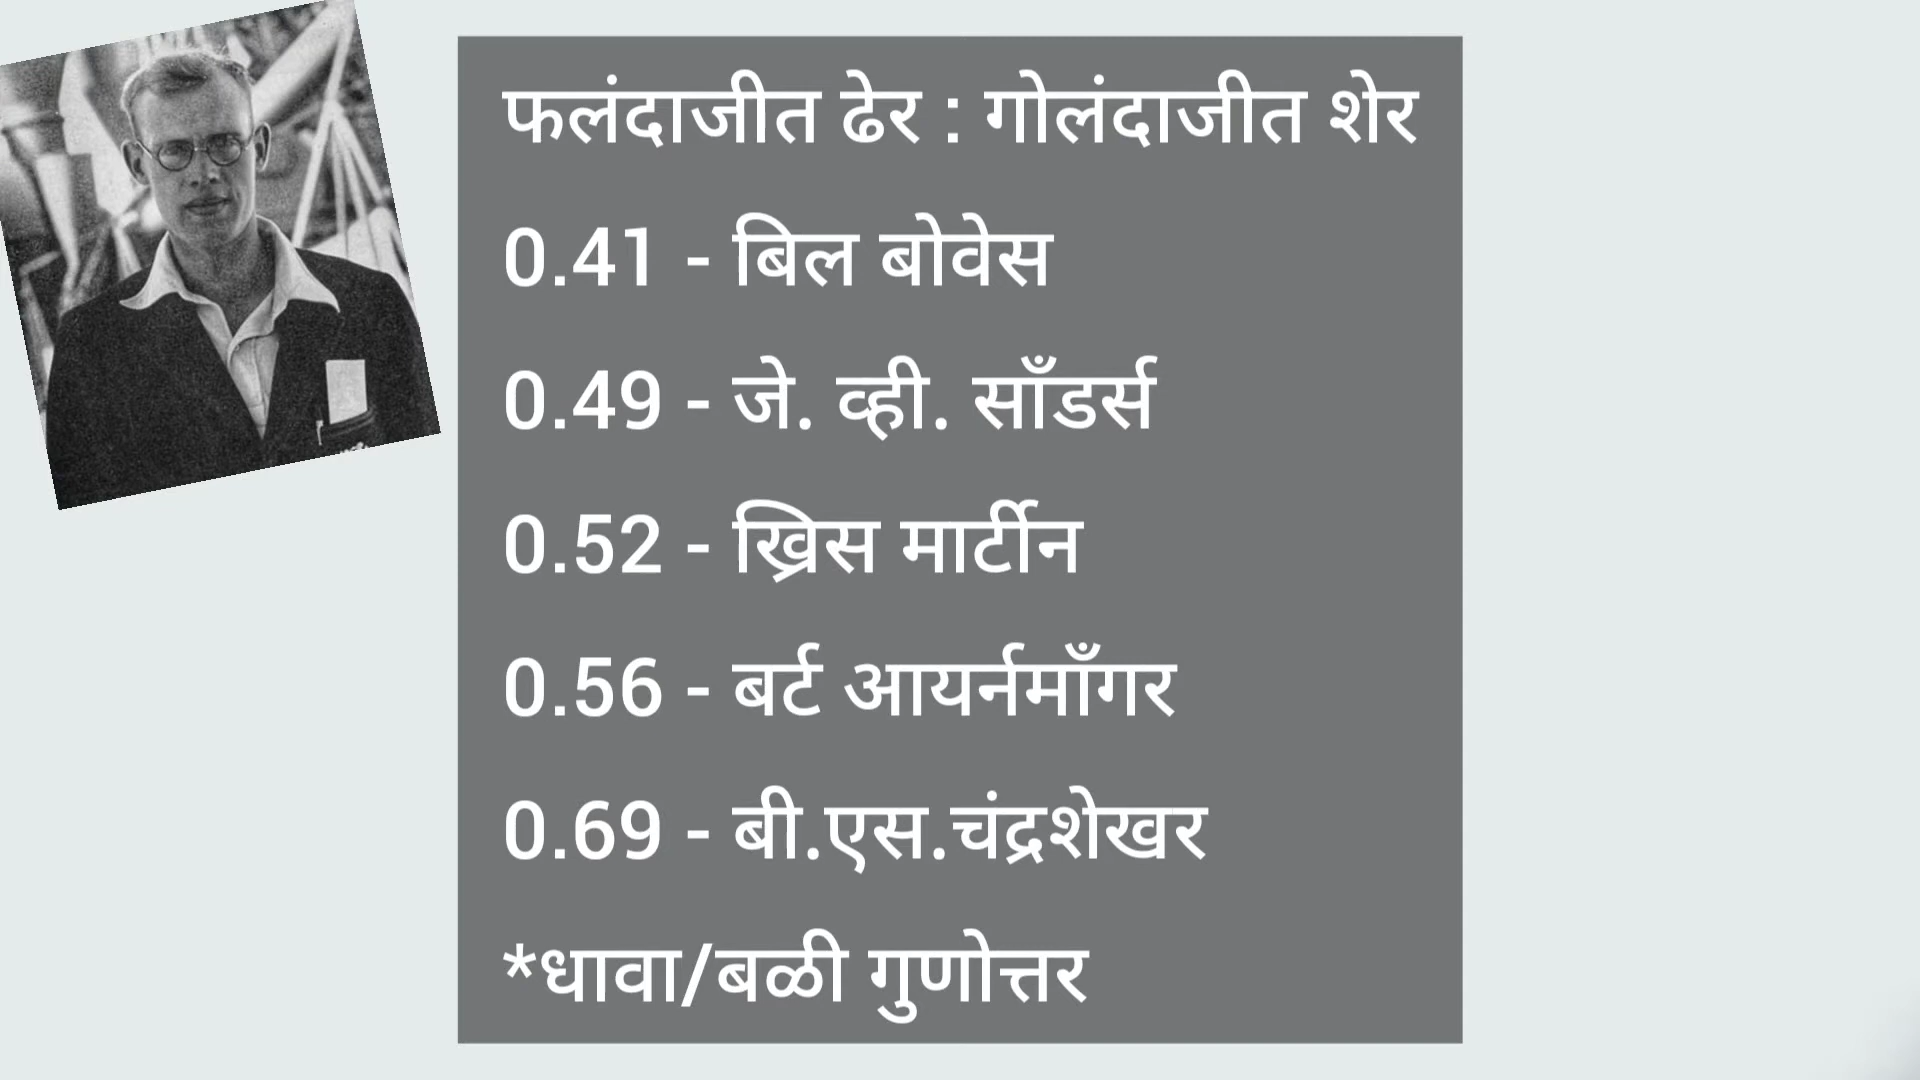 फलंदाजीत ढेर : गोलंदाजीत शेर
0.41 - बिल बोवेस
0.49 - जे. व्ही. साँडर्स
0.52 - ख्रिस मार्टीन
0.56 - बर्ट आयर्नमाँगर
0.69 - बी.एस.चंद्रशेखर
*धावा/बळी गुणोत्तर